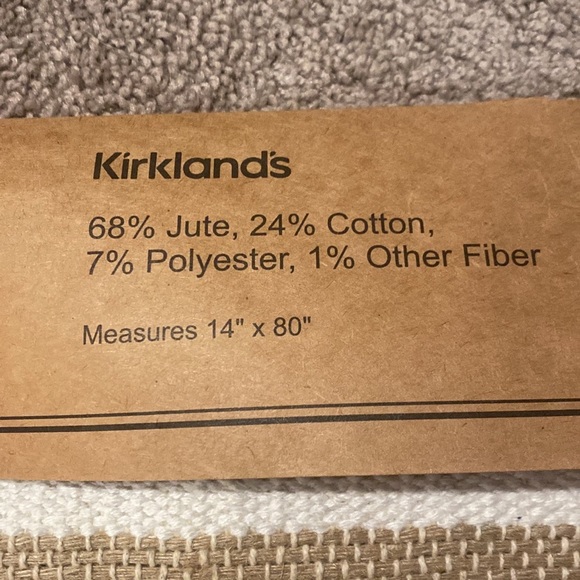 Kirkland's
68% Jute, 24% Cotton,
7% Polyester, 1% Other Fiber
Measures 14" x 80"